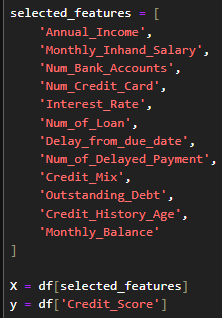 selected_features = [
    'Annual_Income',
    'Monthly_Inhand_Salary',
    'Num_Bank_Accounts',
    'Num_Credit_Card',
    'Interest_Rate',
    'Num_of_Loan',
    'Delay_from_due_date',
    'Num_of_Delayed_Payment',
    'Credit_Mix',
    'Outstanding_Debt',
    'Credit_History_Age',
    'Monthly_Balance'
]
X = df[selected_features]
y = df['Credit_Score']